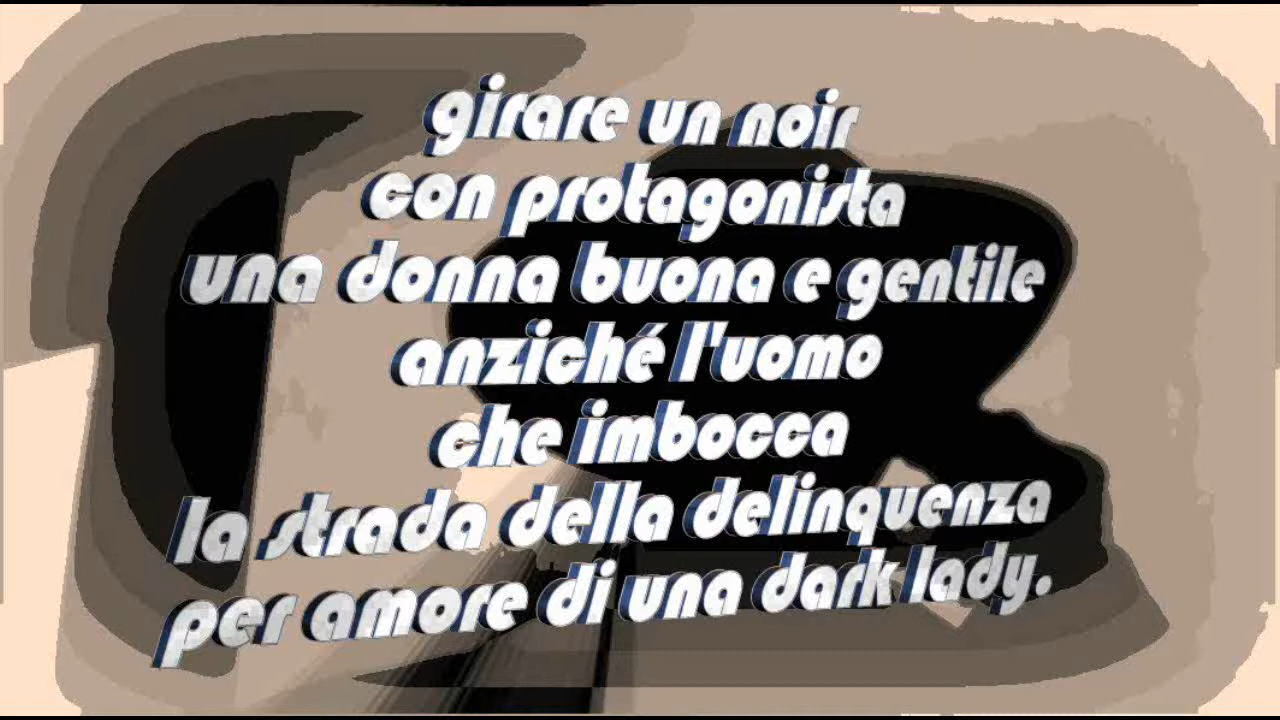 girare un noir
con protagonista
una donna buona e gentile
anziché l'uomo
che imbocca
la strada della delinquenza
per amore di una dark lady.